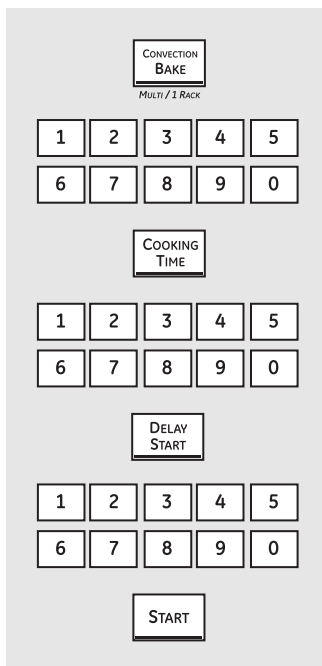 CONVECTION
BAKE
MULTI / 1 RACK
1 2 3 4 5
6 7 8 9 0
COOKING
TIME
1 2 3 4 5
6 7 8 9 0
DELAY
START
1 2 3 4 5
6 7 8 9 0
START